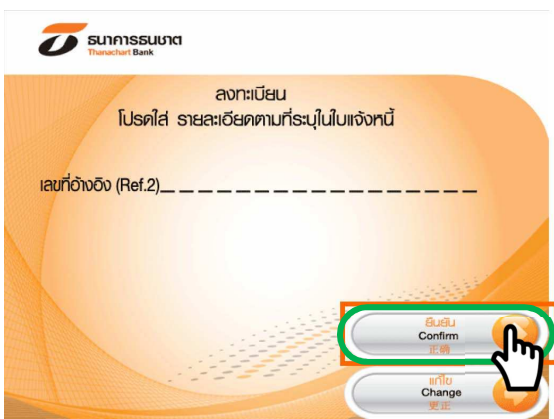 ธนาคารธนชาต
Thanachart Bank
ลงทะเบียน
โปรดใส่ รายละเอียดตามที่ระบุในใบแจ้งหนี้
เลขที่อ้างอิง (Ref.2)_ _ _ _ _ _ _ _ _ _ _ _ _ _ _ _ _ _
ยืนยัน
Confirm
正确
แก้ไข
Change
更正